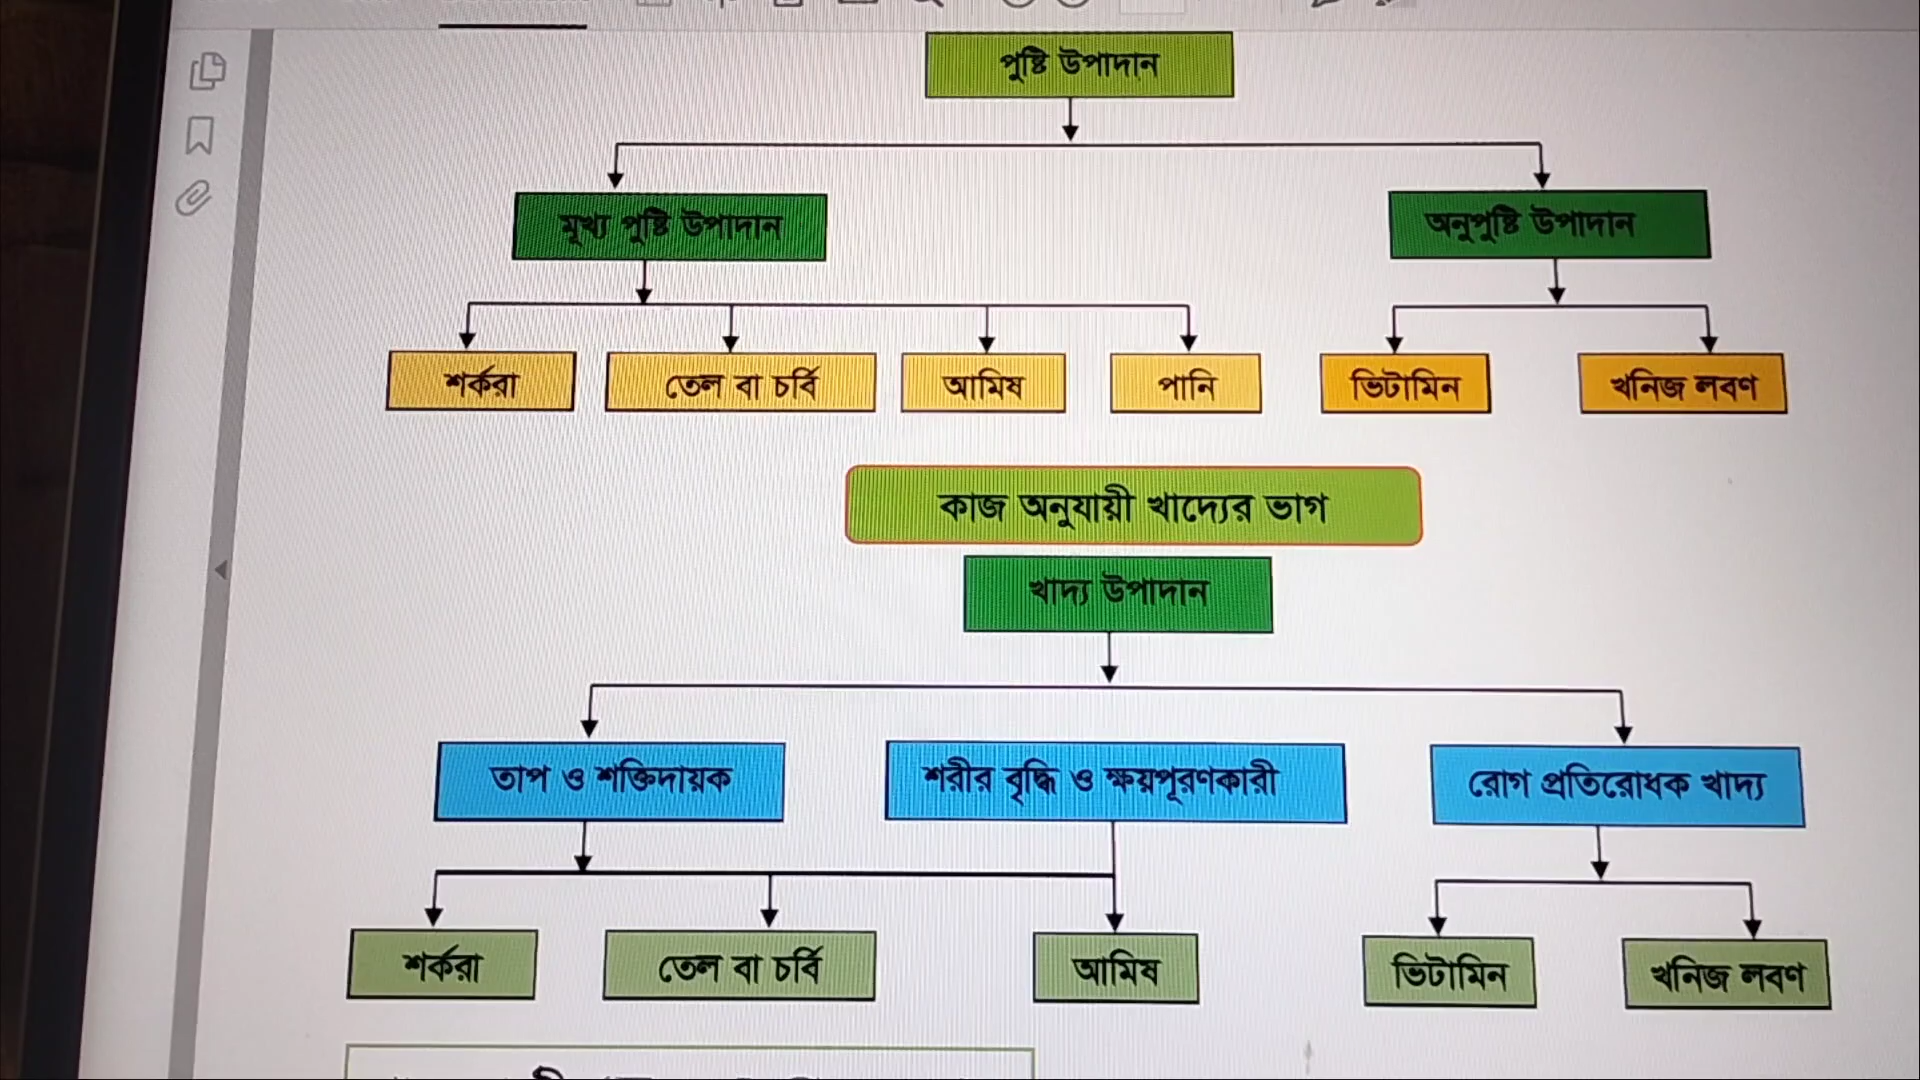 পুষ্টি উপাদান
মুখ্য পুষ্টি উপাদান
অনুপুষ্টি উপাদান
শর্করা
তেল বা চর্বি
আমিষ
পানি
ভিটামিন
খনিজ লবণ
কাজ অনুযায়ী খাদ্যের ভাগ
খাদ্য উপাদান
তাপ ও শক্তিদায়ক
শরীর বৃদ্ধি ও ক্ষয়পূরণকারী
রোগ প্রতিরোধক খাদ্য
শর্করা
তেল বা চর্বি
আমিষ
ভিটামিন
খনিজ লবণ